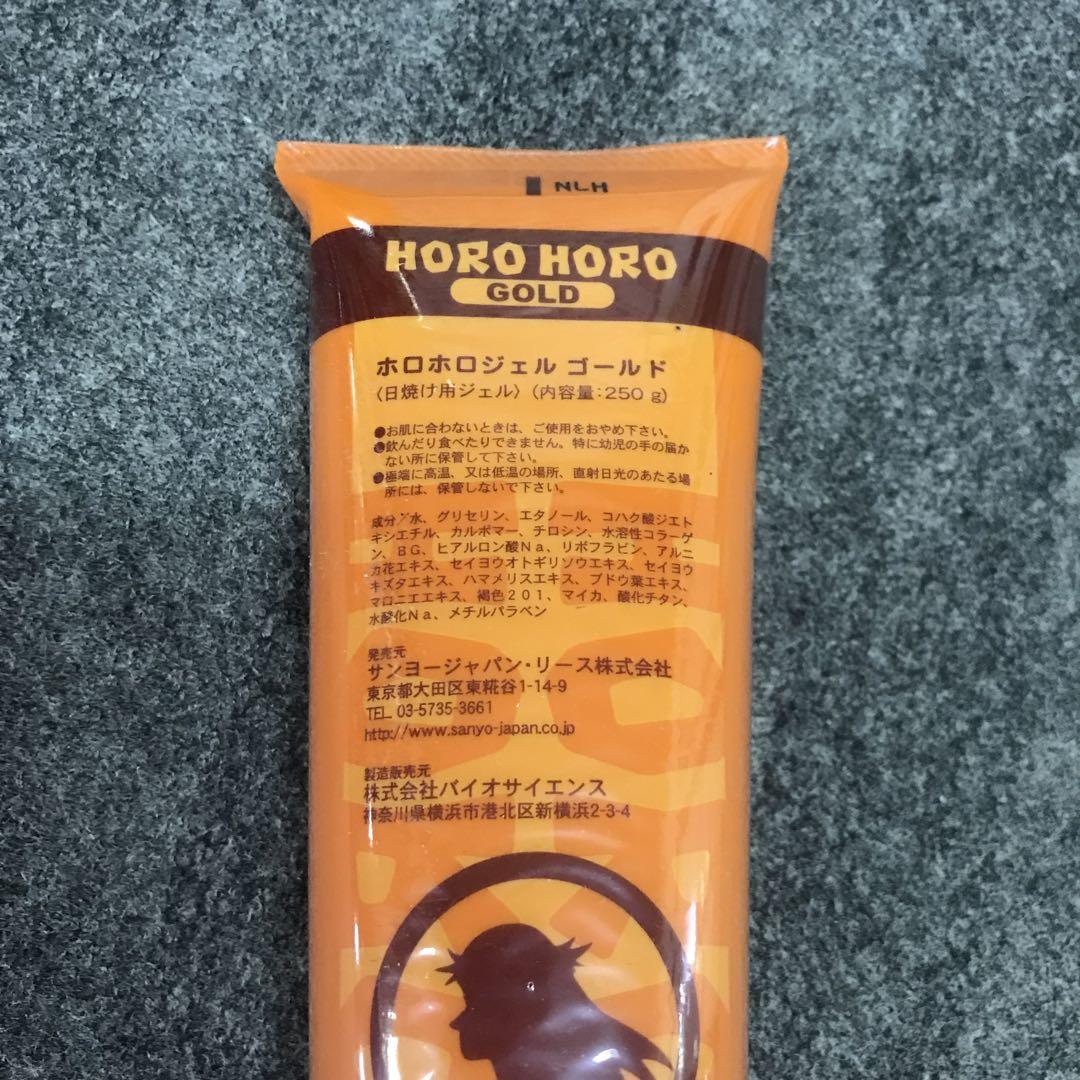 NLH
HORO HORO
GOLD
ホロホロジェル ゴールド
〈日焼け用ジェル〉(内容量:250 g)
●お肌に合わないときは、ご使用をおやめ下さい。
●飲んだり食べたりできません。特に幼児の手の届か
ない所に保管して下さい。
●極端に高温、又は低温の場所、直射日光のあたる場
所には、保管しないで下さい。
成分/水、グリセリン、エタノール、コハク酸ジエト
キシエチル、カルボマー、チロシン、水溶性コラーゲ
ン、BG、ヒアルロン酸Na、リボフラビン、アルニ
カ花エキス、セイヨウオトギリソウエキス、セイヨウ
キズタエキス、ハマメリスエキス、ブドウ葉エキス、
マロニエエキス、褐色201、マイカ、酸化チタン、
水酸化Na、メチルパラベン
発売元
サンヨージャパン・リース株式会社
東京都大田区東糀谷1-14-9
TEL 03-5735-3661
http://www.sanyo-japan.co.jp
製造販売元
株式会社バイオサイエンス
神奈川県横浜市港北区新横浜2-3-4